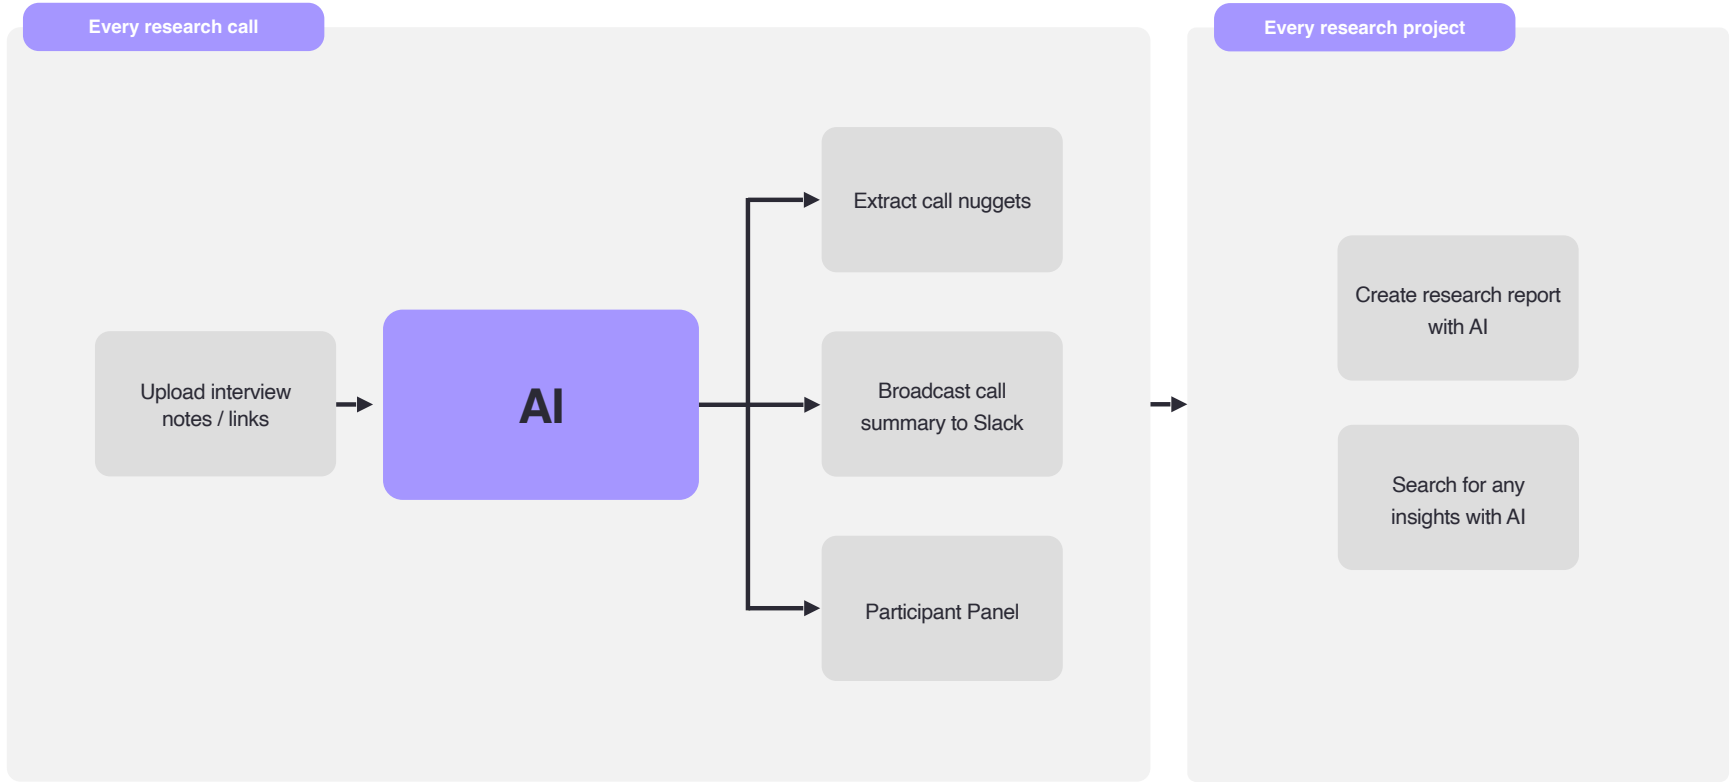 Every research call
Upload interview
notes / links
AI
Extract call nuggets
Broadcast call
summary to Slack
Participant Panel
Every research project
Create research report
with AI
Search for any
insights with AI